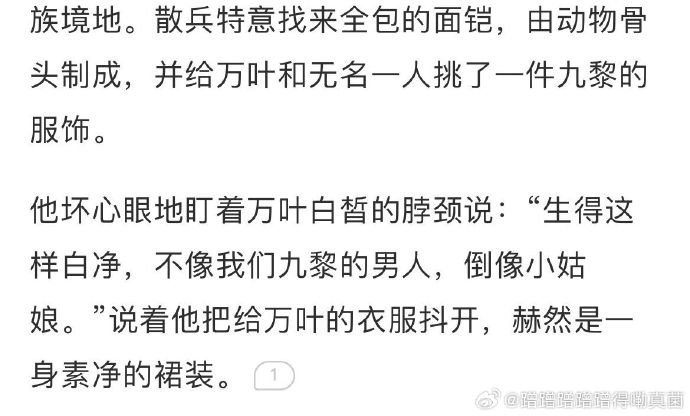 族境地。散兵特意找来全包的面铠，由动物骨
头制成，并给万叶和无名一人挑了一件九黎的
服饰。
他坏心眼地盯着万叶白皙的脖颈说：“生得这
样白净，不像我们九黎的男人，倒像小姑
娘。”说着他把给万叶的衣服抖开，赫然是一
身素净的裙装。 1
@踣踣踣踣踣得嘞真菌